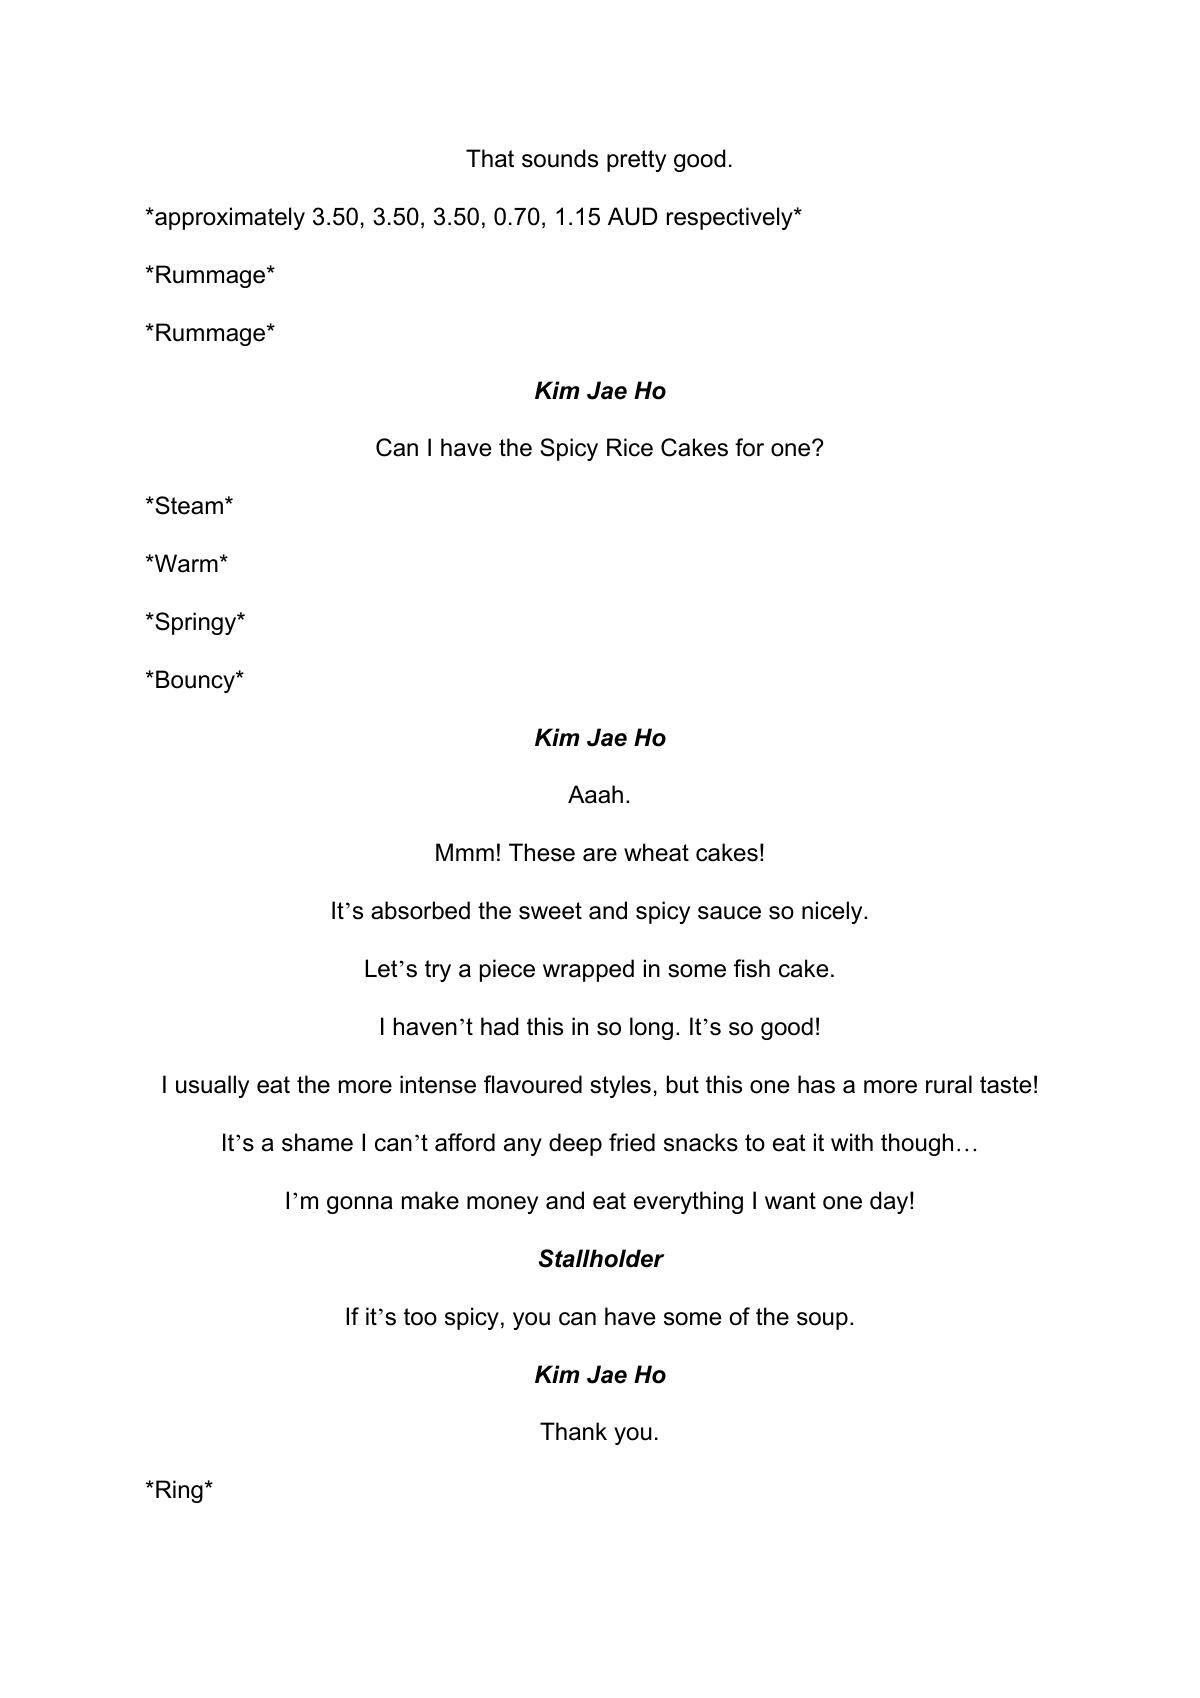 That sounds pretty good.
*approximately 3.50, 3.50, 3.50, 0.70, 1.15 AUD respectively*
*Rummage*
*Rummage*
Kim Jae Ho
Can I have the Spicy Rice Cakes for one?
*Steam*
*Warm*
*Springy*
*Bouncy*
Kim Jae Ho
Aaah.
Mmm! These are wheat cakes!
It’s absorbed the sweet and spicy sauce so nicely.
Let’s try a piece wrapped in some fish cake.
I haven’t had this in so long. It’s so good!
I usually eat the more intense flavoured styles, but this one has a more rural taste!
It’s a shame I can’t afford any deep fried snacks to eat it with though…
I’m gonna make money and eat everything I want one day!
Stallholder
If it’s too spicy, you can have some of the soup.
Kim Jae Ho
Thank you.
*Ring*